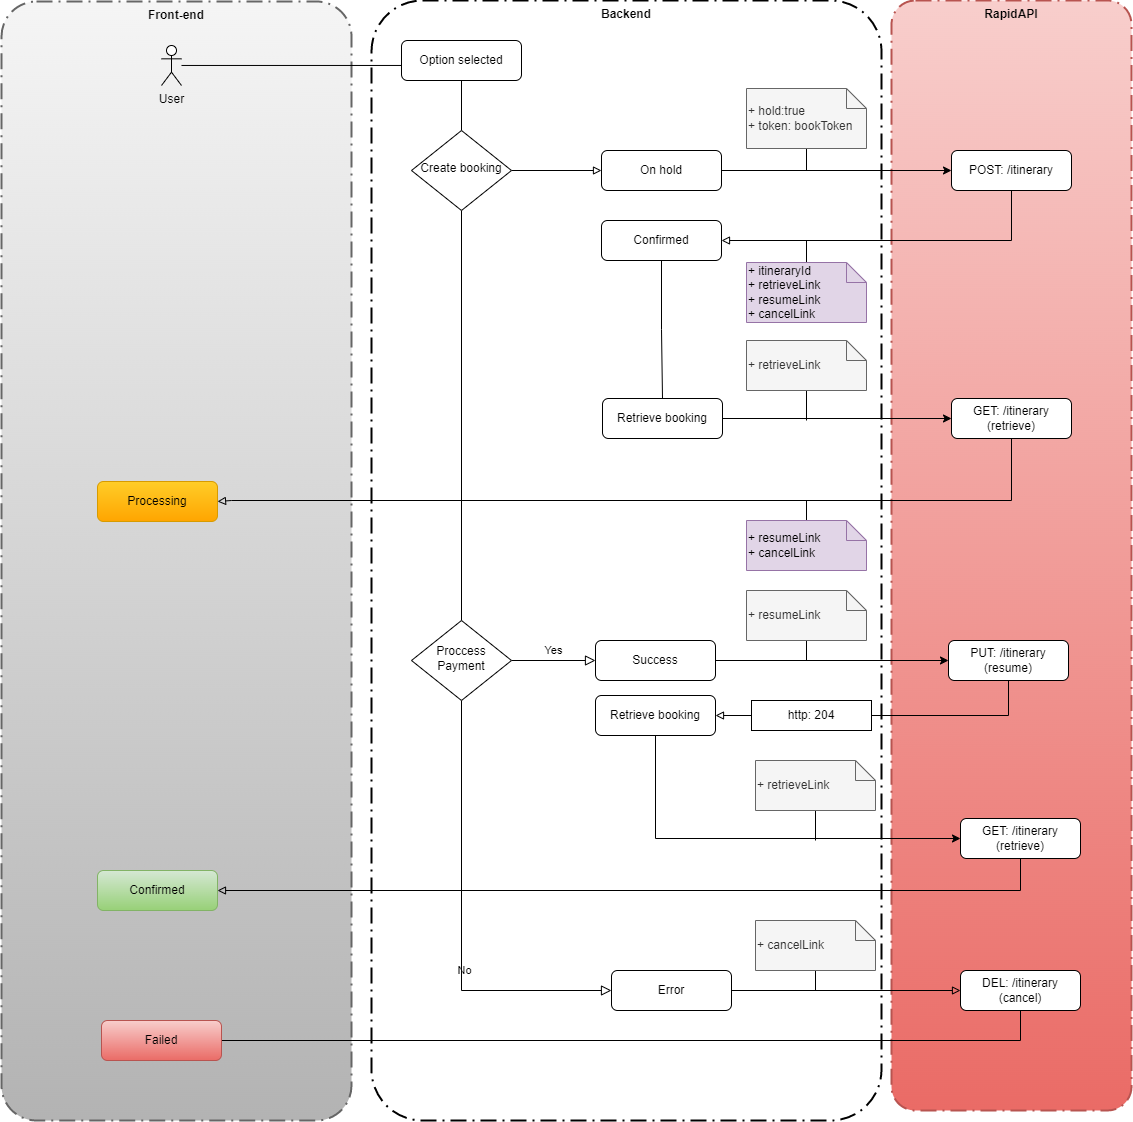 Front-end
Backend
RapidAPI
User
Option selected
+ hold:true
+ token: bookToken
Create booking
On hold
POST: /itinerary
Confirmed
+ itineraryId
+ retrieveLink
+ resumeLink
+ cancelLink
+ retrieveLink
Retrieve booking
GET: /itinerary
(retrieve)
Processing
+ resumeLink
+ cancelLink
+ resumeLink
Proccess
Payment
Yes
Success
PUT: /itinerary
(resume)
Retrieve booking
http: 204
+ retrieveLink
GET: /itinerary
(retrieve)
Confirmed
+ cancelLink
No
Error
DEL: /itinerary
(cancel)
Failed